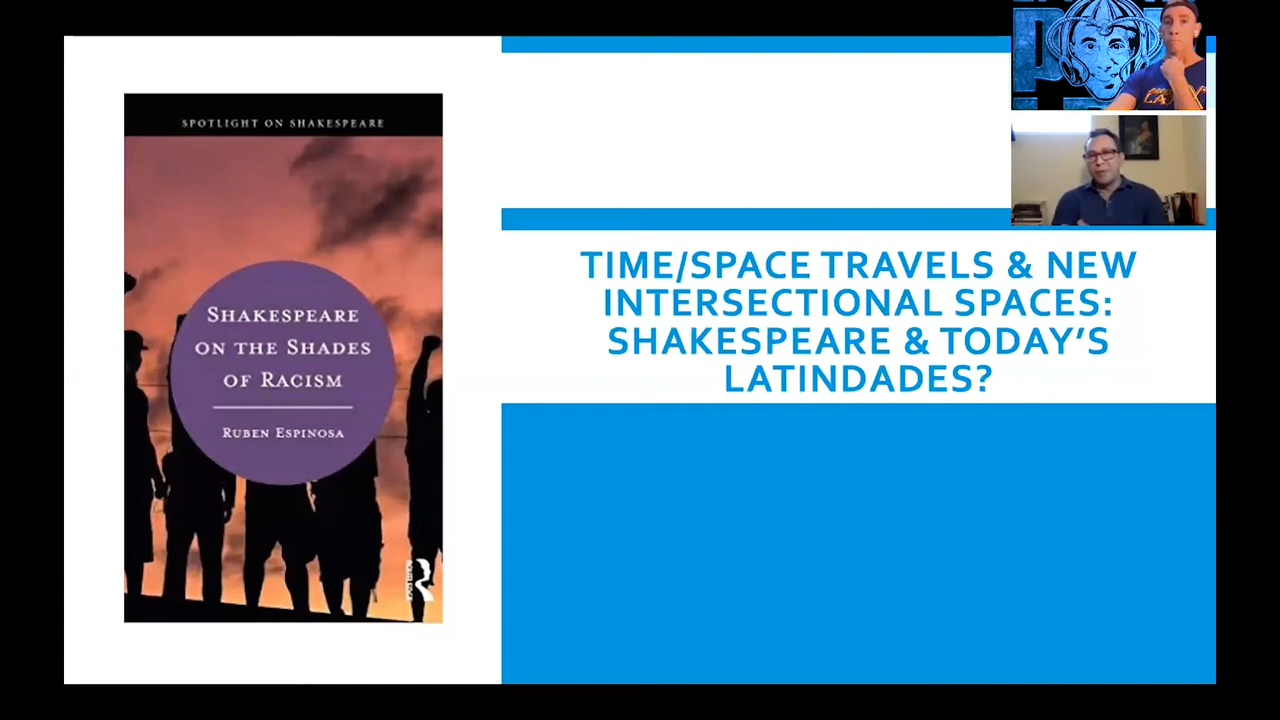 SPOTLIGHT ON SHAKESPEARE
SHAKESPEARE
ON THE SHADES
OF RACISM
RUBEN ESPINOSA
TIME/SPACE TRAVELS & NEW
INTERSECTIONAL SPACES:
SHAKESPEARE & TODAY'S
LATINDADES?